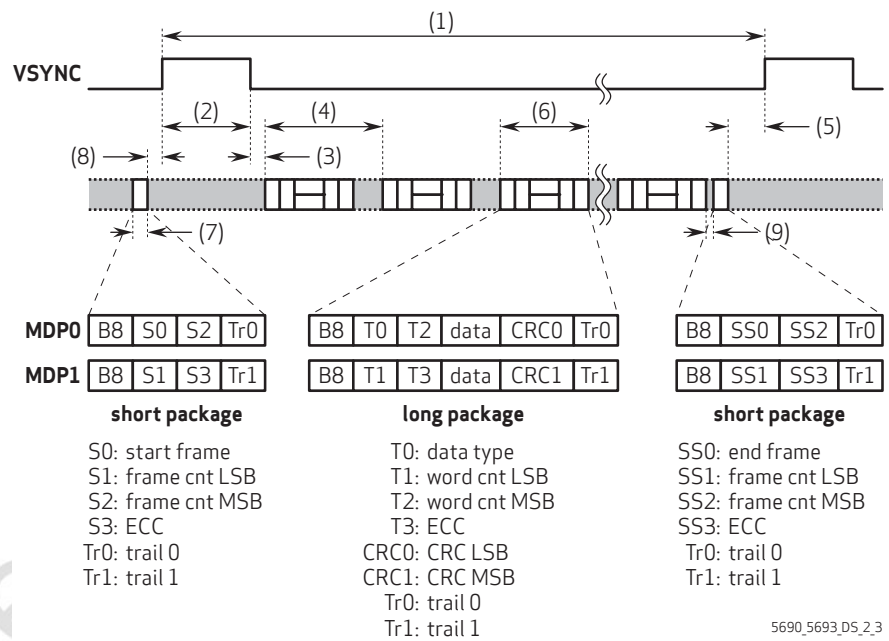 (1)
VSYNC
(2) (4) (6) (5)
(8) (3)
(7) (9)
MDP0 B8 S0 S2 Tr0 B8 T0 T2 data CRC0 Tr0 B8 SS0 SS2 Tr0
MDP1 B8 S1 S3 Tr1 B8 T1 T3 data CRC1 Tr1 B8 SS1 SS3 Tr1
short package
S0: start frame
S1: frame cnt LSB
S2: frame cnt MSB
S3: ECC
Tr0: trail 0
Tr1: trail 1
long package
T0: data type
T1: word cnt LSB
T2: word cnt MSB
T3: ECC
CRC0: CRC LSB
CRC1: CRC MSB
Tr0: trail 0
Tr1: trail 1
short package
SS0: end frame
SS1: frame cnt LSB
SS2: frame cnt MSB
SS3: ECC
Tr0: trail 0
Tr1: trail 1
5690_5693_DS_2_3